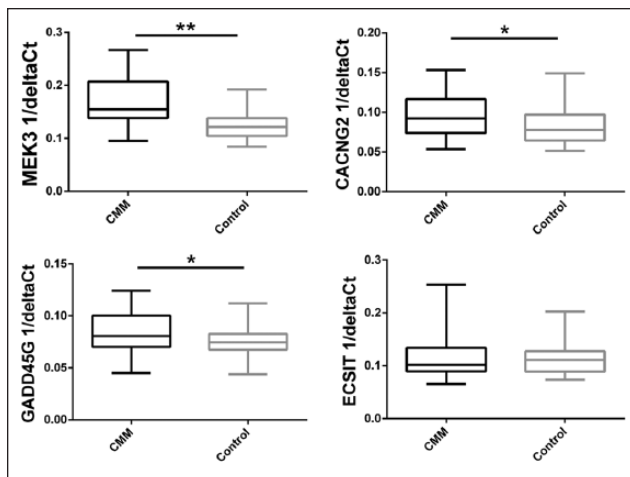 MEK3 1/deltaCt
0.3
0.2
0.1
0.0
**
CMM
Control
CACNG2 1/deltaCt
0.20
0.15
0.10
0.05
0.00
*
CMM
Control
GADD45G 1/deltaCt
0.15
0.10
0.05
0.00
*
CMM
Control
ECSIT 1/deltaCt
0.3
0.2
0.1
0.0
CMM
Control